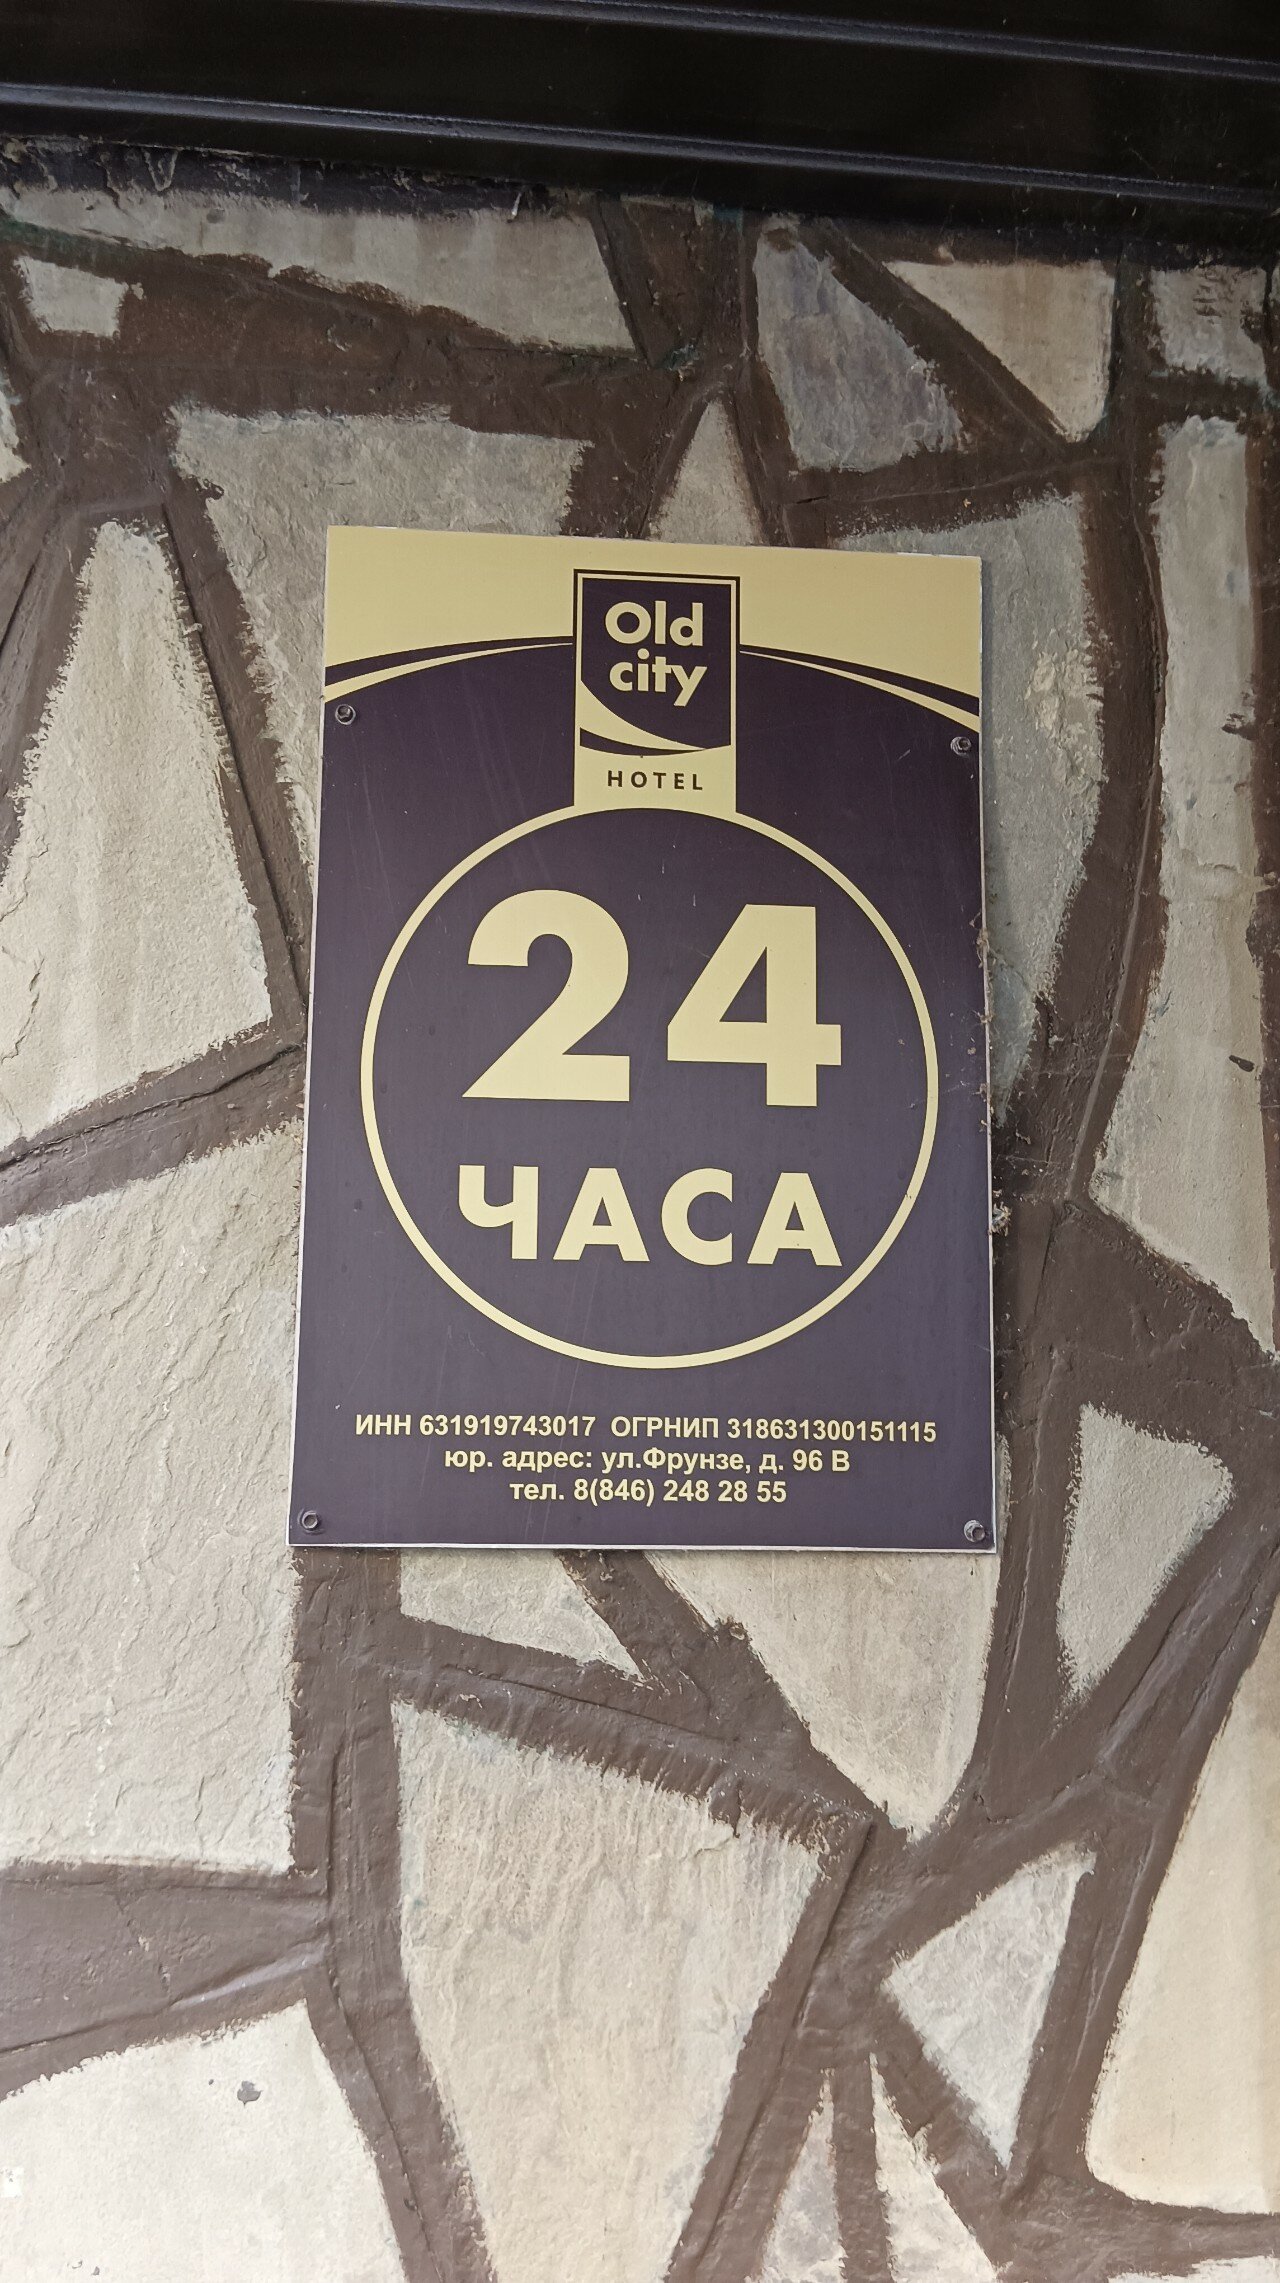 Old
city
HOTEL
24
ЧАСА
ИНН 631919743017 ОГРНИП 318631300151115
юр. адрес: ул.Фрунзе, д. 96 В
тел. 8(846) 248 28 55